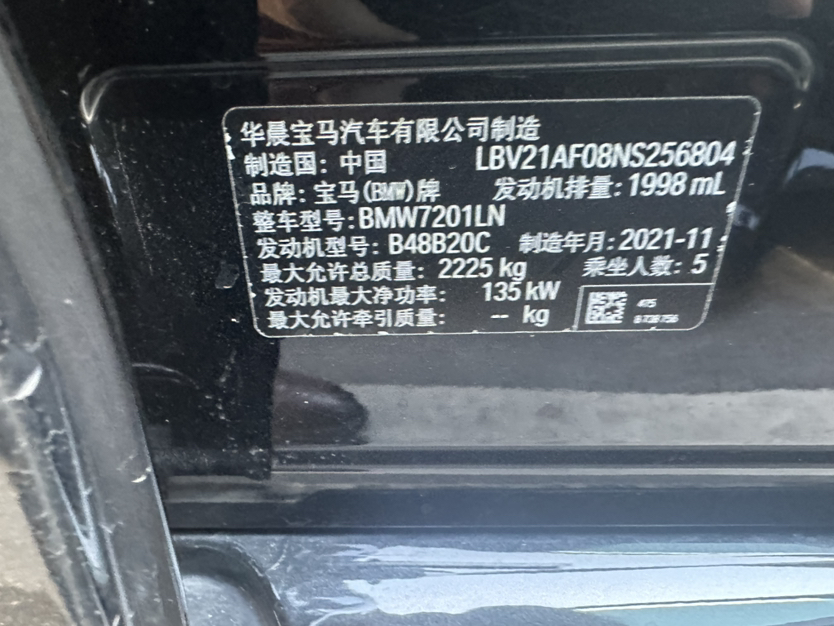 华晨宝马汽车有限公司制造
制造国: 中国 LBV21AF08NS256804
品牌: 宝马(BMW)牌 发动机排量: 1998 mL
整车型号: BMW7201LN
发动机型号: B48B20C 制造年月: 2021-11
最大允许总质量: 2225 kg 乘坐人数: 5
发动机最大净功率: 135 kW
最大允许牵引质量: -- kg
475